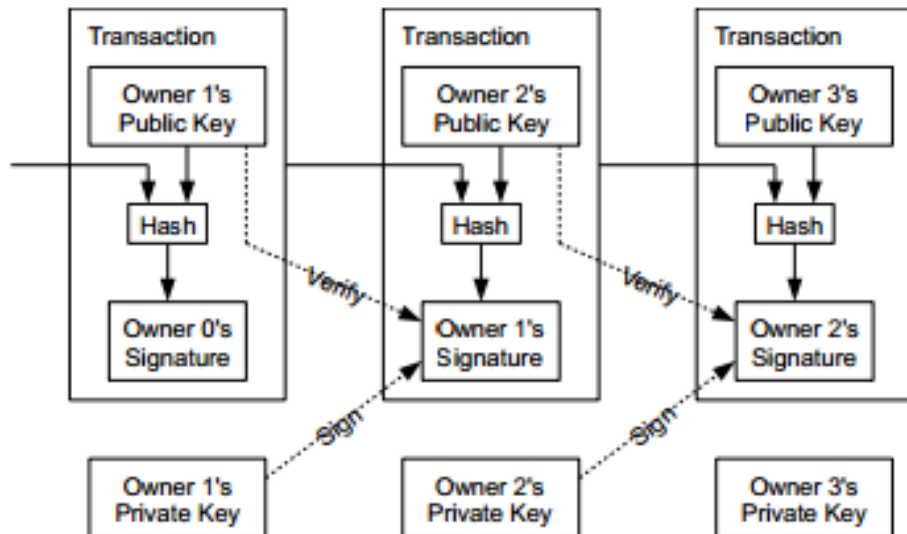 Transaction
Owner 1's
Public Key
Hash
Owner 0's
Signature
Verify
Transaction
Owner 2's
Public Key
Hash
Owner 1's
Signature
Verify
Transaction
Owner 3's
Public Key
Hash
Owner 2's
Signature
Sign
Sign
Owner 1's
Private Key
Owner 2's
Private Key
Owner 3's
Private Key